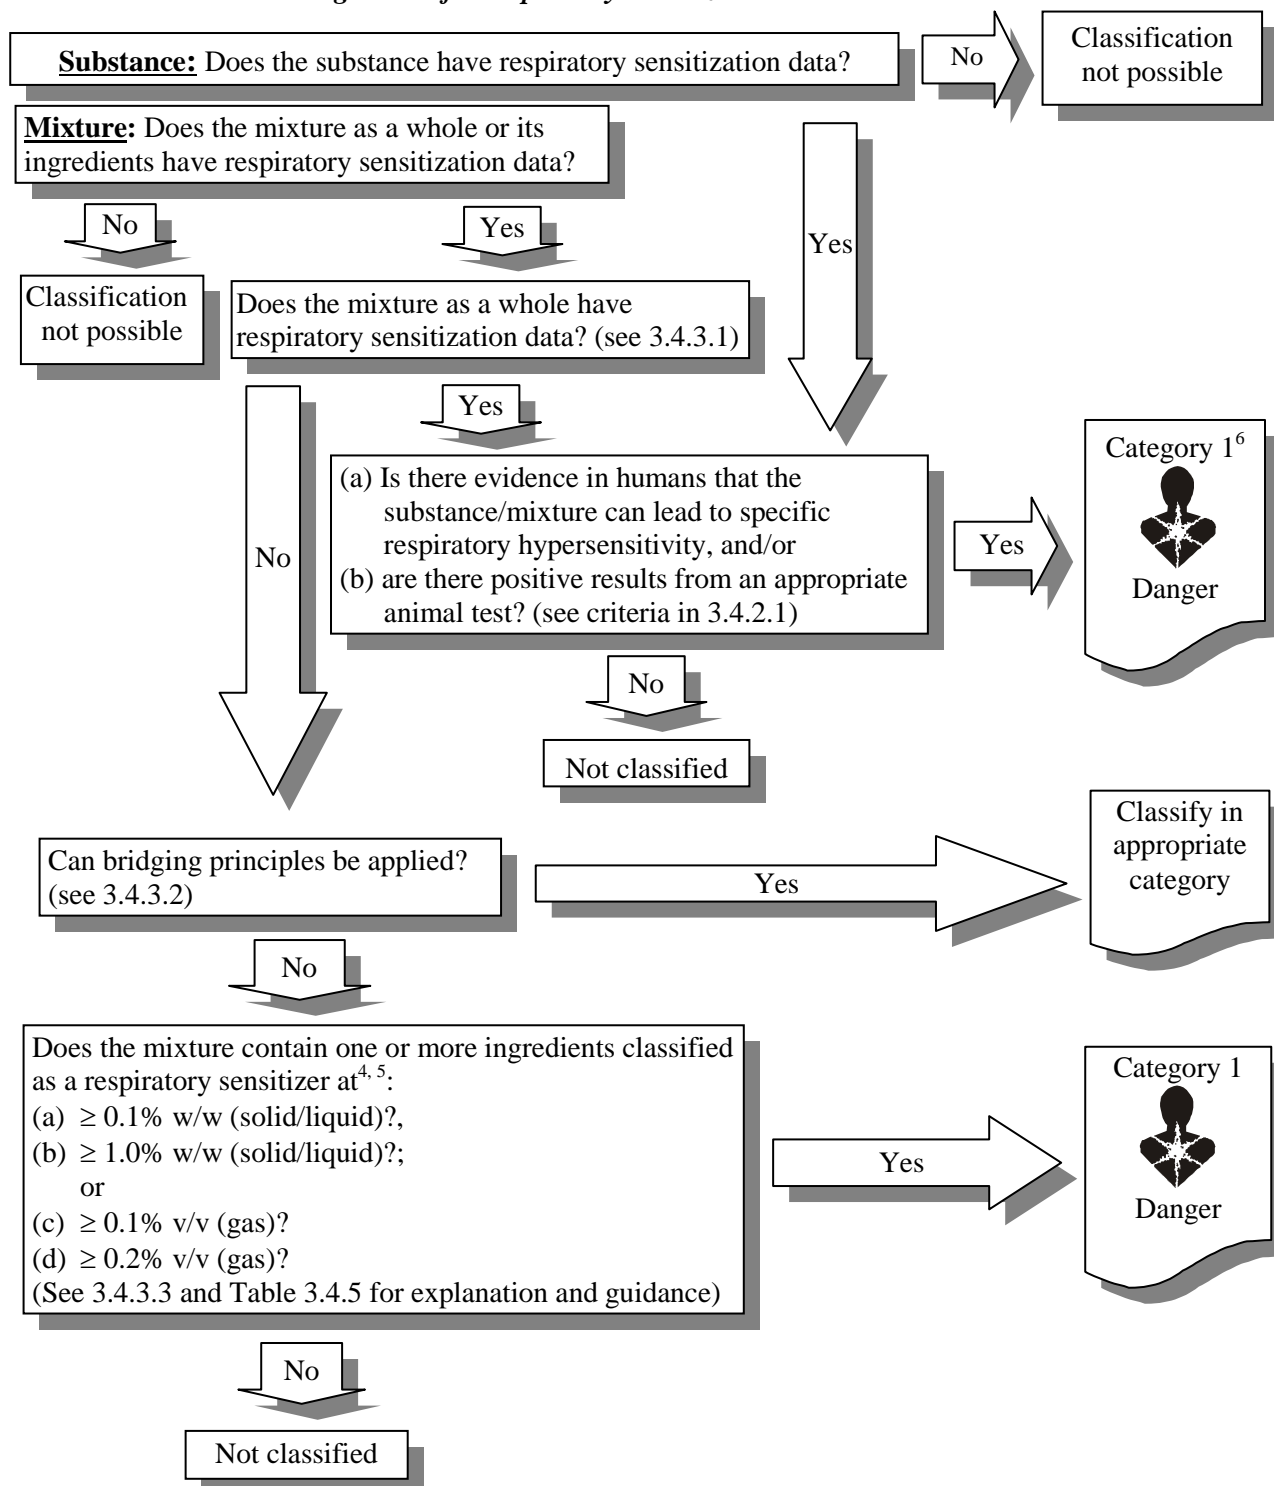 Substance: Does the substance have respiratory sensitization data?
No
Classification
not possible
Mixture: Does the mixture as a whole or its
ingredients have respiratory sensitization data?
No
Yes
Yes
Classification
not possible
Does the mixture as a whole have
respiratory sensitization data? (see 3.4.3.1)
Yes
(a) Is there evidence in humans that the
substance/mixture can lead to specific
respiratory hypersensitivity, and/or
(b) are there positive results from an appropriate
animal test? (see criteria in 3.4.2.1)
Yes
Category 1⁶
Danger
No
No
Not classified
Can bridging principles be applied?
(see 3.4.3.2)
Yes
Classify in
appropriate
category
No
Does the mixture contain one or more ingredients classified
as a respiratory sensitizer at⁴, ⁵:
(a) ≥ 0.1% w/w (solid/liquid)?,
(b) ≥ 1.0% w/w (solid/liquid)?;
or
(c) ≥ 0.1% v/v (gas)?
(d) ≥ 0.2% v/v (gas)?
(See 3.4.3.3 and Table 3.4.5 for explanation and guidance)
Yes
Category 1
Danger
No
Not classified